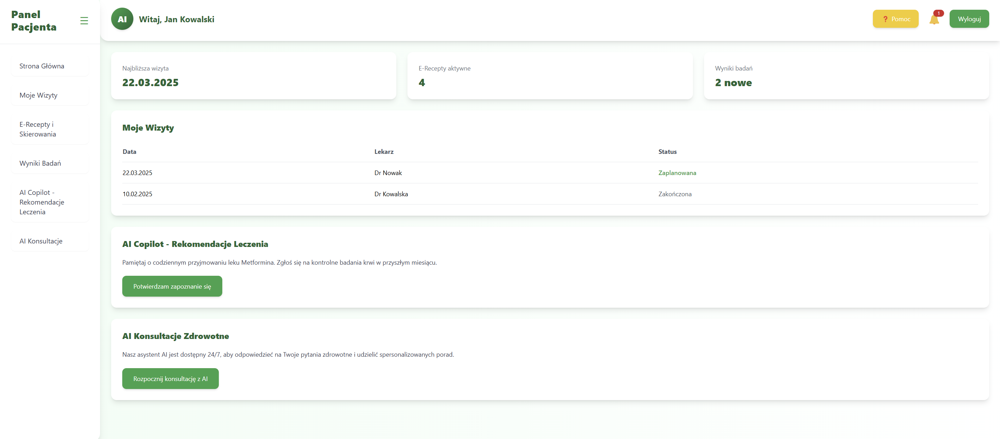 Panel
Pacjenta
☰
Strona Główna
Moje Wizyty
E-Recepty i
Skierowania
Wyniki Badań
AI Copilot -
Rekomendacje
Leczenia
AI Konsultacje
AI
Witaj, Jan Kowalski
❓ Pomoc
1
Wyloguj
Najbliższa wizyta
22.03.2025
E-Recepty aktywne
4
Wyniki badań
2 nowe
Moje Wizyty
Data Lekarz Status
22.03.2025 Dr Nowak Zaplanowana
10.02.2025 Dr Kowalska Zakończona
AI Copilot - Rekomendacje Leczenia
Pamiętaj o codziennym przyjmowaniu leku Metformina. Zgłoś się na kontrolne badania krwi w przyszłym miesiącu.
Potwierdzam zapoznanie się
AI Konsultacje Zdrowotne
Nasz asystent AI jest dostępny 24/7, aby odpowiedzieć na Twoje pytania zdrowotne i udzielić spersonalizowanych porad.
Rozpocznij konsultację z AI